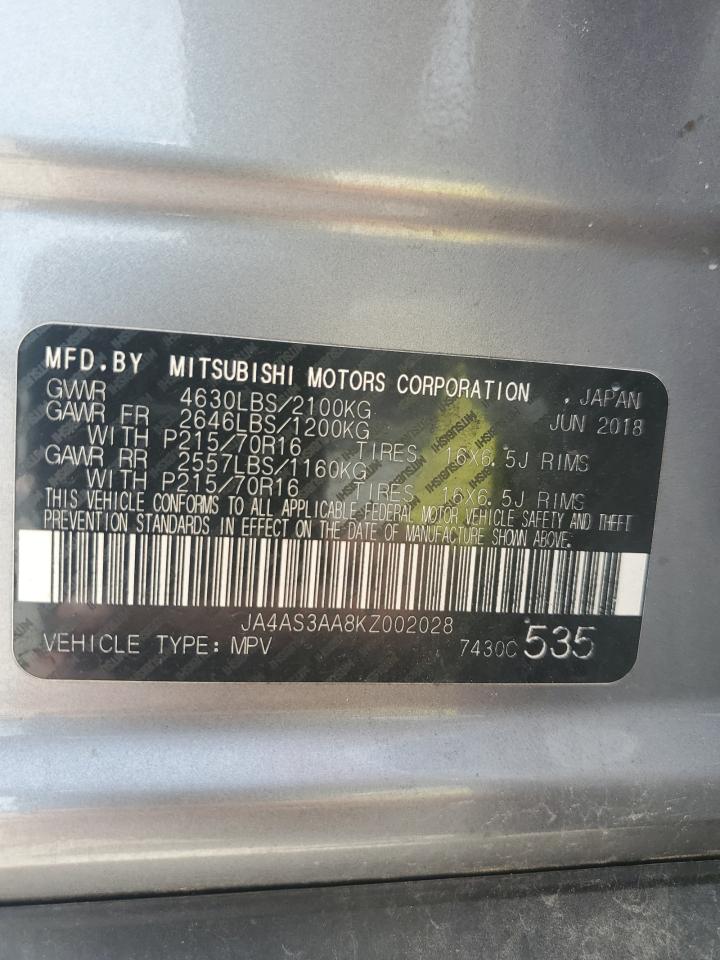 MFD.BY MITSUBISHI MOTORS CORPORATION . JAPAN
GVWR 4630LBS/2100KG JUN 2018
GAWR FR 2646LBS/1200KG
WITH P215/70R16 TIRES 16X6.5J RIMS
GAWR RR 2557LBS/1160KG
WITH P215/70R16 TIRES 16X6.5J RIMS
THIS VEHICLE CONFORMS TO ALL APPLICABLE FEDERAL MOTOR VEHICLE SAFETY AND THEFT
PREVENTION STANDARDS IN EFFECT ON THE DATE OF MANUFACTURE SHOWN ABOVE.
JA4AS3AA8KZ002028
VEHICLE TYPE: MPV 7430C 535